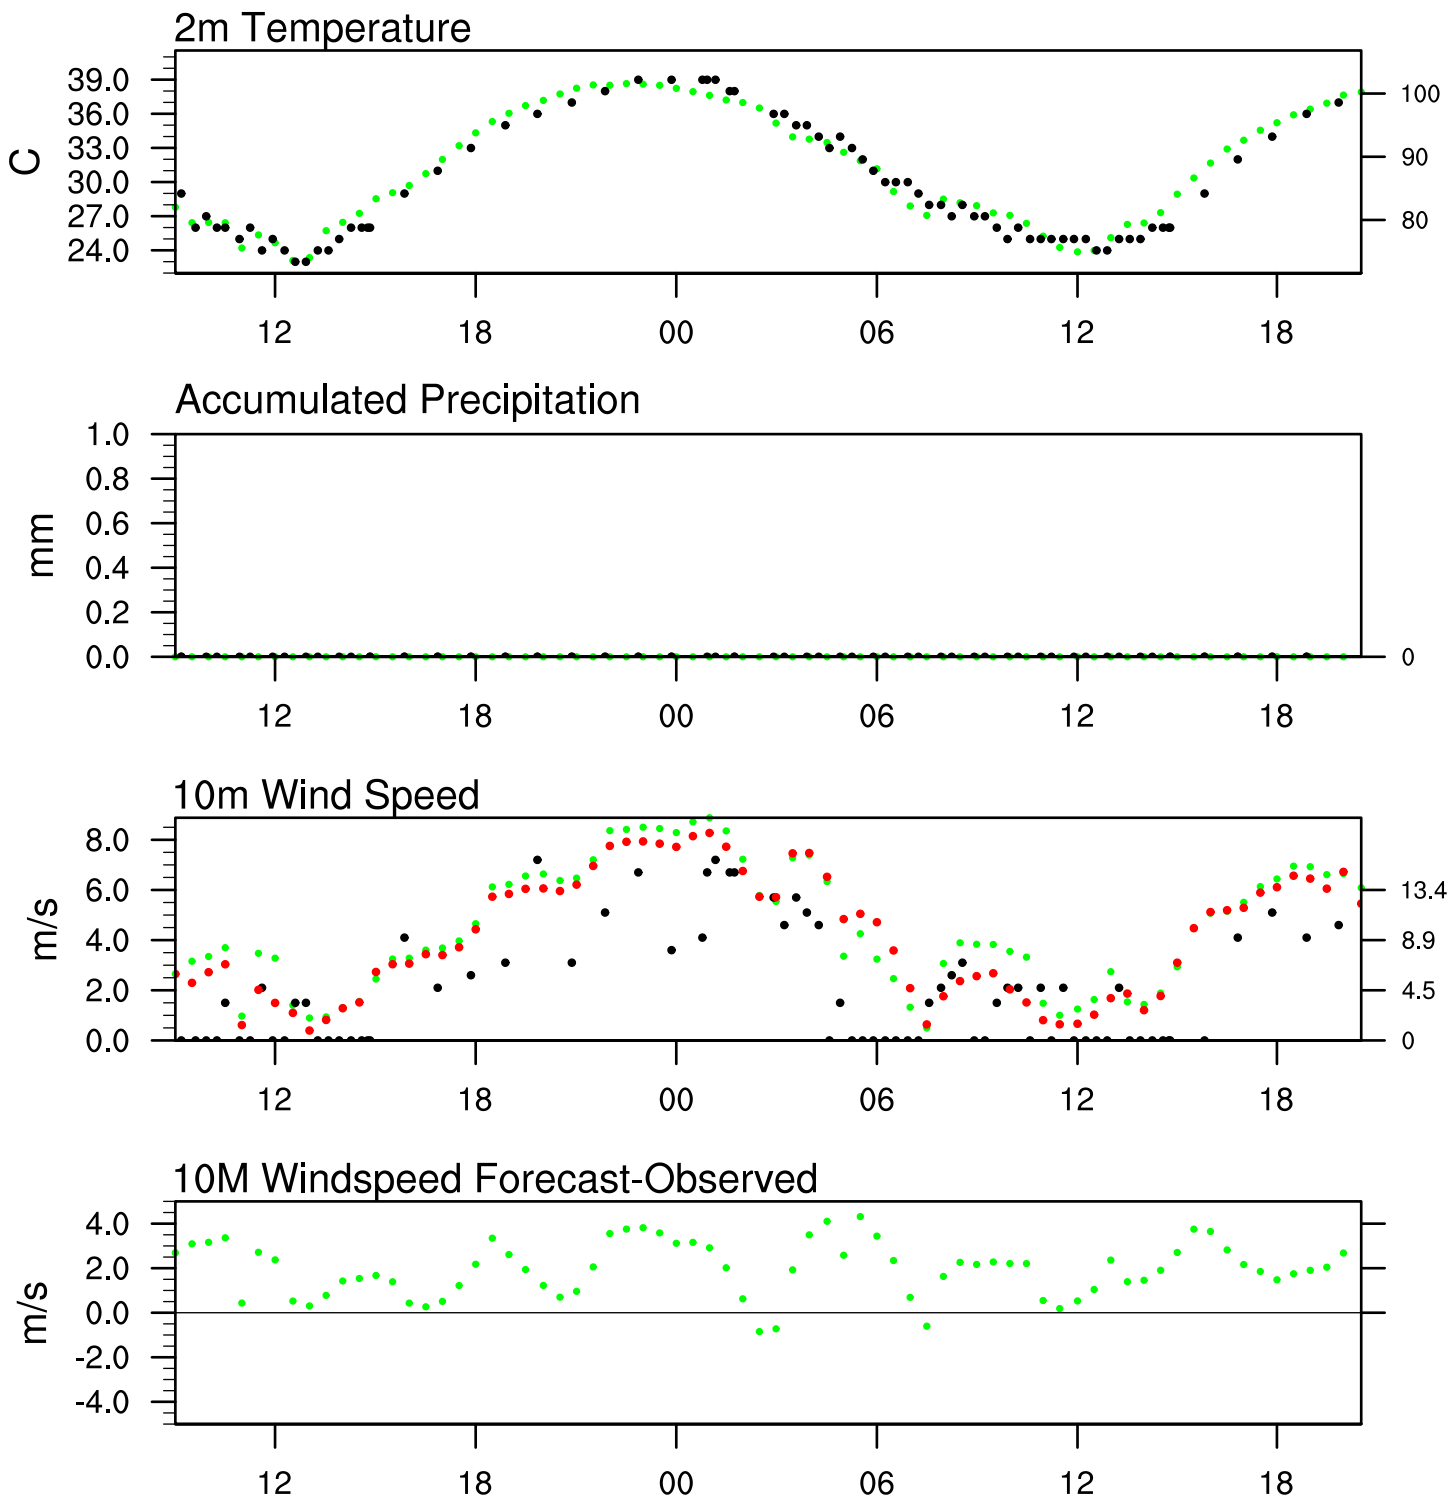 2m Temperature
39.0
36.0
33.0
30.0
27.0
24.0
C
100
90
80
12 18 00 06 12 18
Accumulated Precipitation
1.0
0.8
0.6
0.4
0.2
0.0
mm
0
12 18 00 06 12 18
10m Wind Speed
8.0
6.0
4.0
2.0
0.0
m/s
13.4
8.9
4.5
0
12 18 00 06 12 18
10M Windspeed Forecast-Observed
4.0
2.0
0.0
-2.0
-4.0
m/s
12 18 00 06 12 18